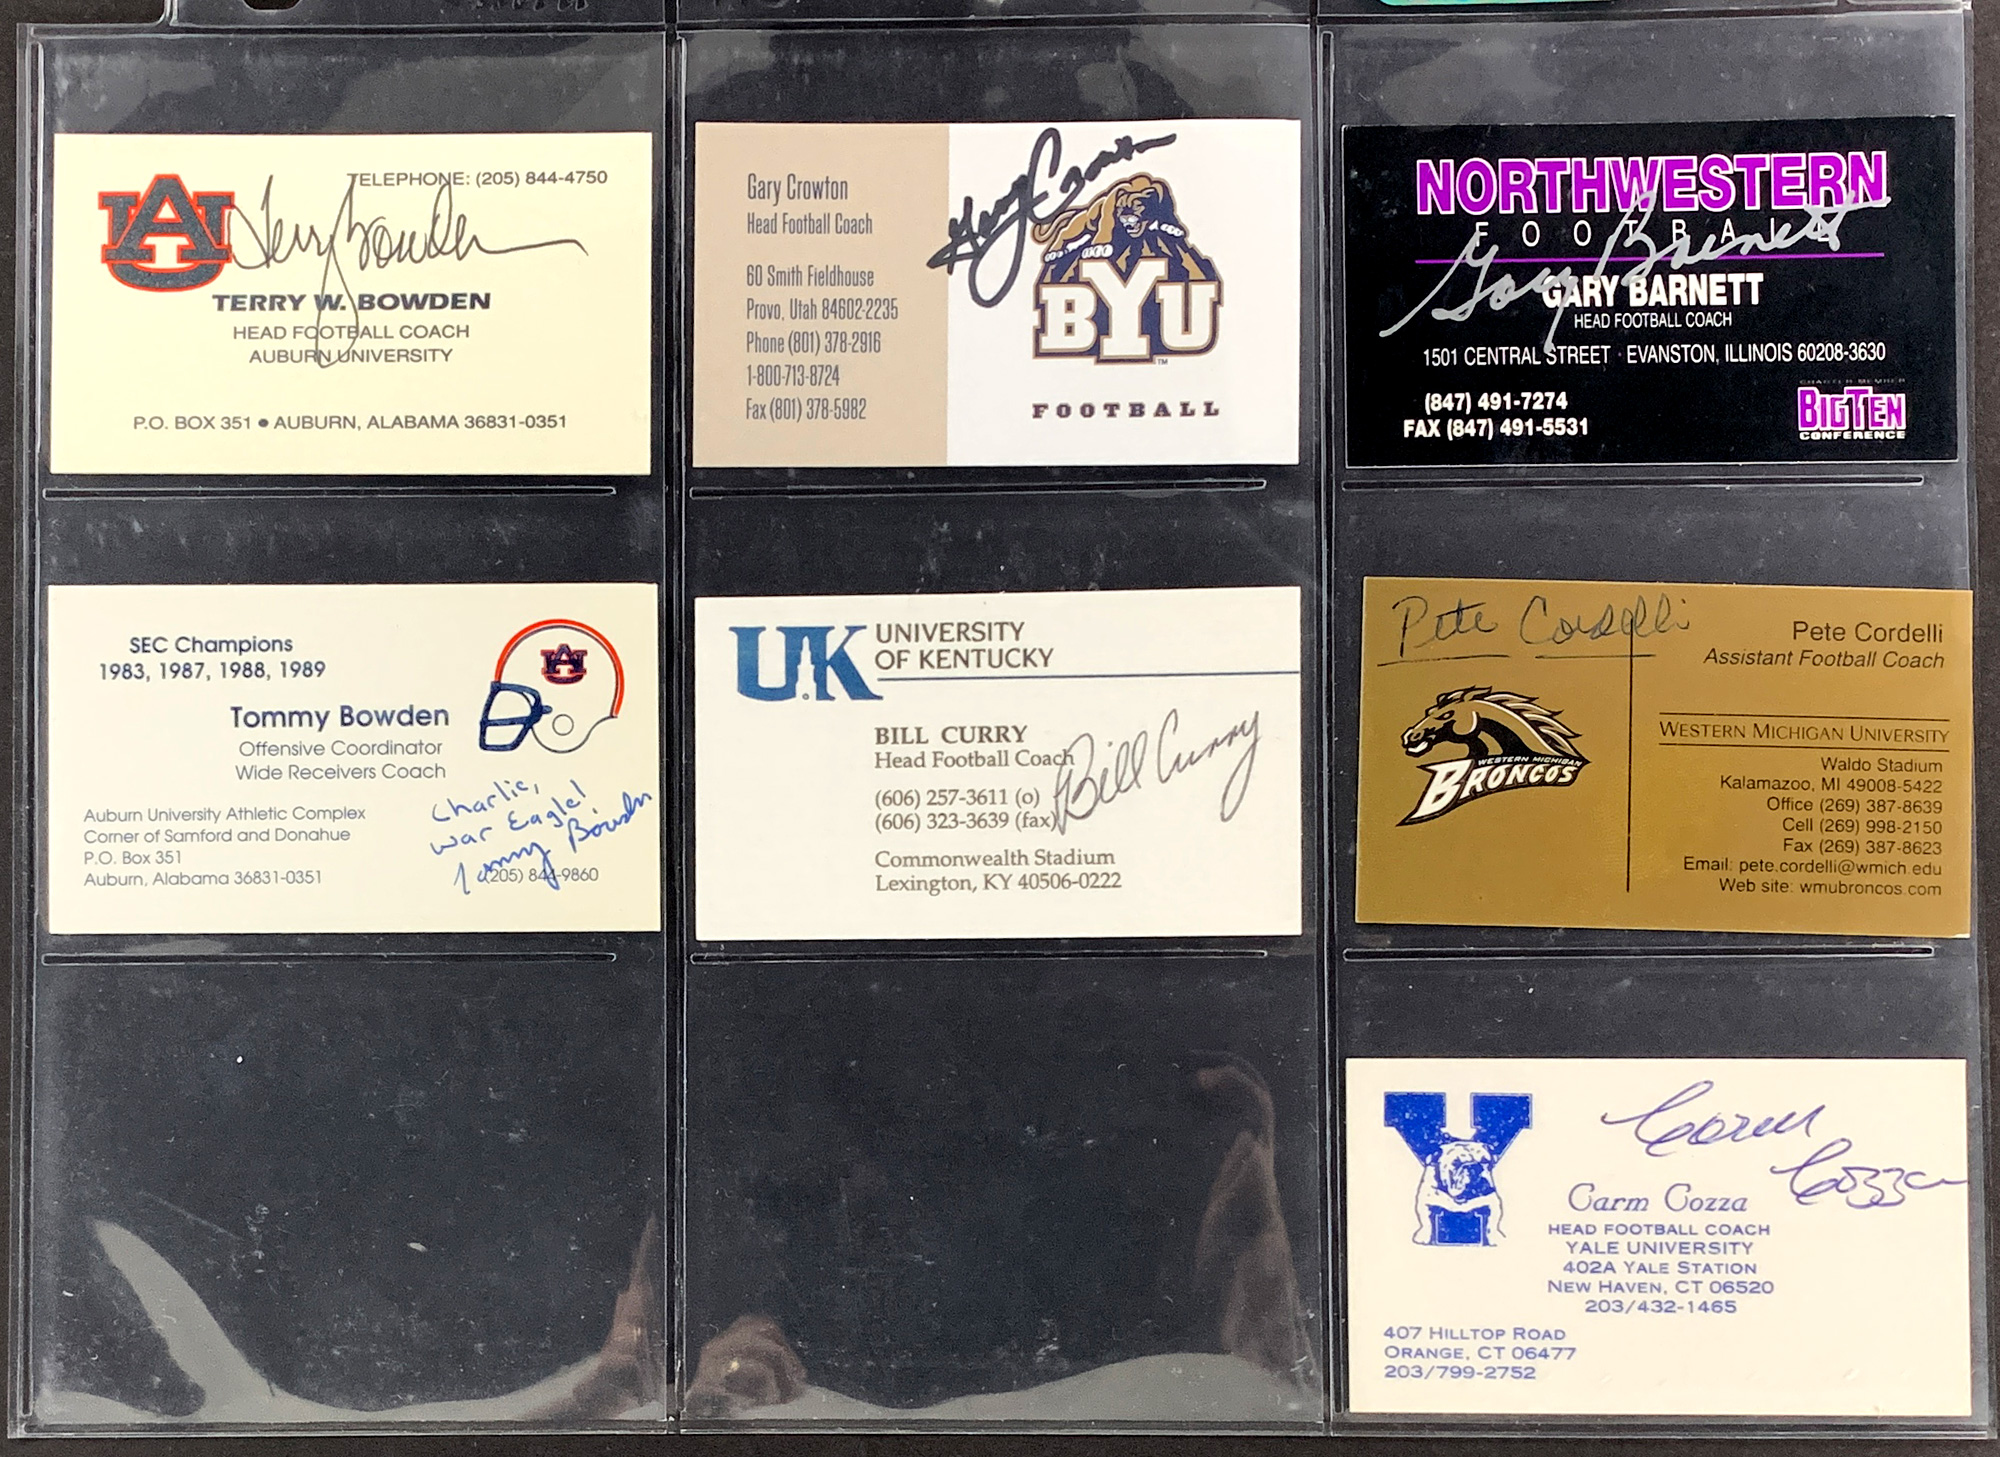 TELEPHONE: (205) 844-4750
AU
Terry Bowden
TERRY W. BOWDEN
HEAD FOOTBALL COACH
AUBURN UNIVERSITY
P.O. BOX 351 • AUBURN, ALABAMA 36831-0351
Gary Crowton
Gary Crowton
Head Football Coach
60 Smith Fieldhouse
Provo, Utah 84602-2235
Phone (801) 378-2916
1-800-713-8724
Fax (801) 378-5982
BYU
TM
FOOTBALL
NORTHWESTERN
FOOTBALL
Gary Barnett
GARY BARNETT
HEAD FOOTBALL COACH
1501 CENTRAL STREET · EVANSTON, ILLINOIS 60208-3630
(847) 491-7274
FAX (847) 491-5531
CHARTER MEMBER
BIG TEN
CONFERENCE
SEC Champions
1983, 1987, 1988, 1989
AU
Tommy Bowden
Offensive Coordinator
Wide Receivers Coach
Auburn University Athletic Complex
Corner of Samford and Donahue
P.O. Box 351
Auburn, Alabama 36831-0351
Charlie,
War Eagle!
Tommy Bowden
(205) 844-9860
UK
UNIVERSITY
OF KENTUCKY
BILL CURRY
Head Football Coach
Bill Curry
(606) 257-3611 (o)
(606) 323-3639 (fax)
Commonwealth Stadium
Lexington, KY 40506-0222
Pete Cordelli
Pete Cordelli
Assistant Football Coach
WESTERN MICHIGAN
BRONCOS
WESTERN MICHIGAN UNIVERSITY
Waldo Stadium
Kalamazoo, MI 49008-5422
Office (269) 387-8639
Cell (269) 998-2150
Fax (269) 387-8623
Email: pete.cordelli@wmich.edu
Web site: wmubroncos.com
Y
Carm
Cozza
Carm Cozza
HEAD FOOTBALL COACH
YALE UNIVERSITY
402A YALE STATION
NEW HAVEN, CT 06520
203/432-1465
407 HILLTOP ROAD
ORANGE, CT 06477
203/799-2752